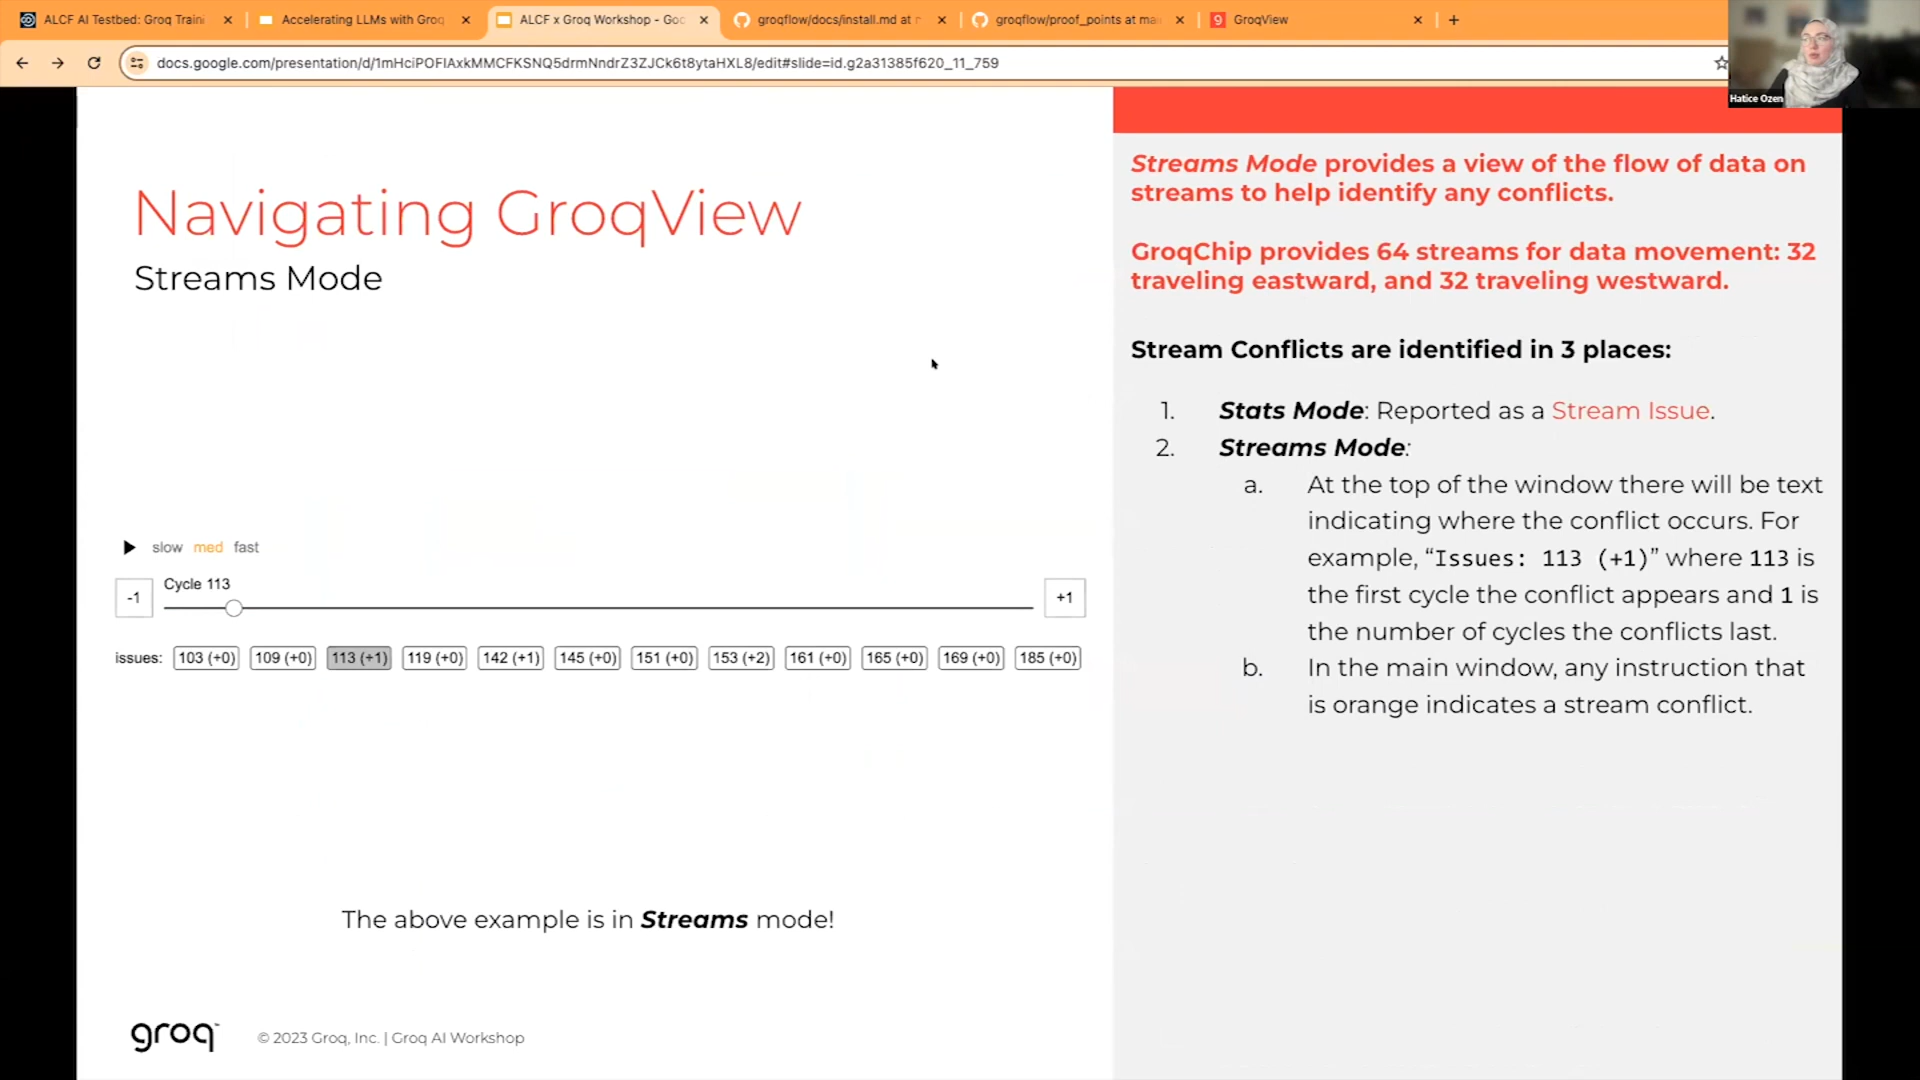 ALCF AI Testbed: Groq Traini
Accelerating LLMs with Groq
ALCF x Groq Workshop - Goo
groqflow/docs/install.md at
groqflow/proof_points at mai
GroqView
docs.google.com/presentation/d/1mHciPOFIAxkMMCFKSNQ5drmNndrZ3ZJCk6t8ytaHXL8/edit#slide=id.g2a31385f620_11_759
Hatice Ozen
Navigating GroqView
Streams Mode
slow med fast
-1
Cycle 113
+1
issues: 103 (+0) 109 (+0) 113 (+1) 119 (+0) 142 (+1) 145 (+0) 151 (+0) 153 (+2) 161 (+0) 165 (+0) 169 (+0) 185 (+0)
The above example is in Streams mode!
groq
© 2023 Groq, Inc. | Groq AI Workshop
Streams Mode provides a view of the flow of data on
streams to help identify any conflicts.
GroqChip provides 64 streams for data movement: 32
traveling eastward, and 32 traveling westward.
Stream Conflicts are identified in 3 places:
1. Stats Mode: Reported as a Stream Issue.
2. Streams Mode:
a. At the top of the window there will be text
indicating where the conflict occurs. For
example, “Issues: 113 (+1)” where 113 is
the first cycle the conflict appears and 1 is
the number of cycles the conflicts last.
b. In the main window, any instruction that
is orange indicates a stream conflict.